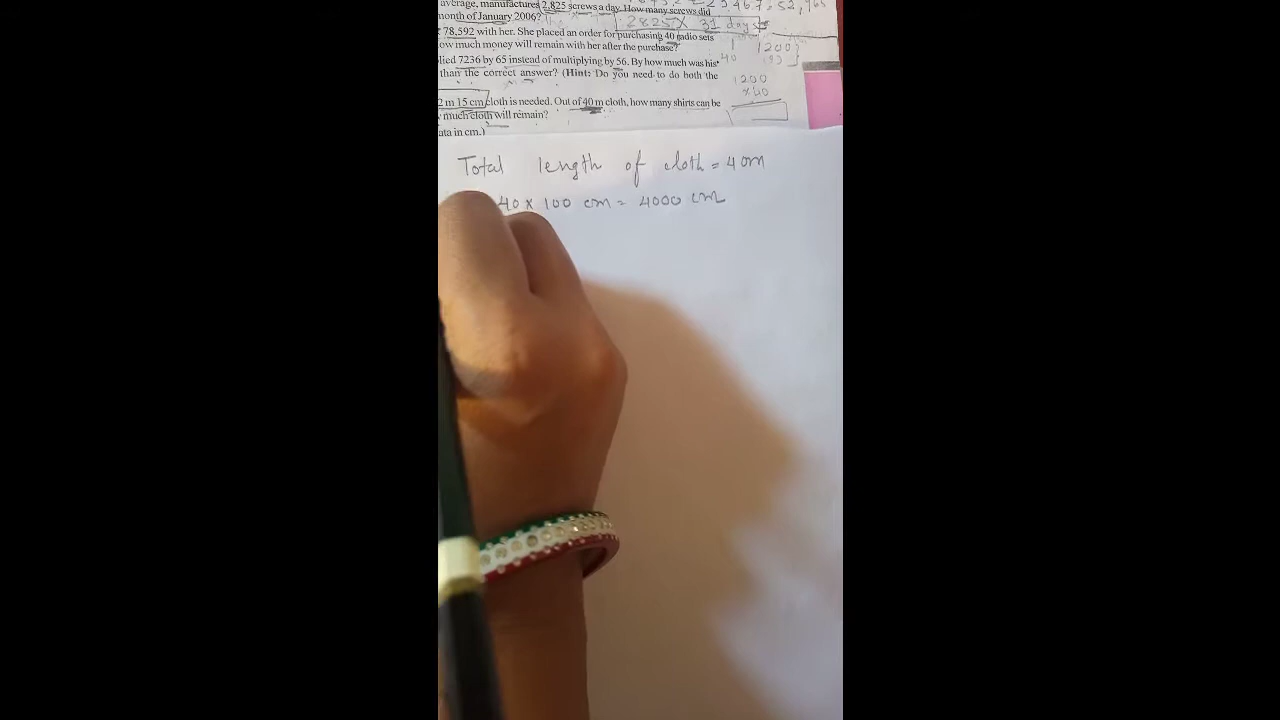 average, manufactures 2,825 screws a day. How many screws did
month of January 2006?
2825 X 31 days
78,592 with her. She placed an order for purchasing 40 radio sets
ow much money will remain with her after the purchase?
1200
40
lied 7236 by 65 instead of multiplying by 56. By how much was his
than the correct answer? (Hint: Do you need to do both the
1200
x40
2 m 15 cm cloth is needed. Out of 40 m cloth, how many shirts can be
much cloth will remain?
ata in cm.)
Total length of cloth = 40m
40 x 100 cm = 4000 cm